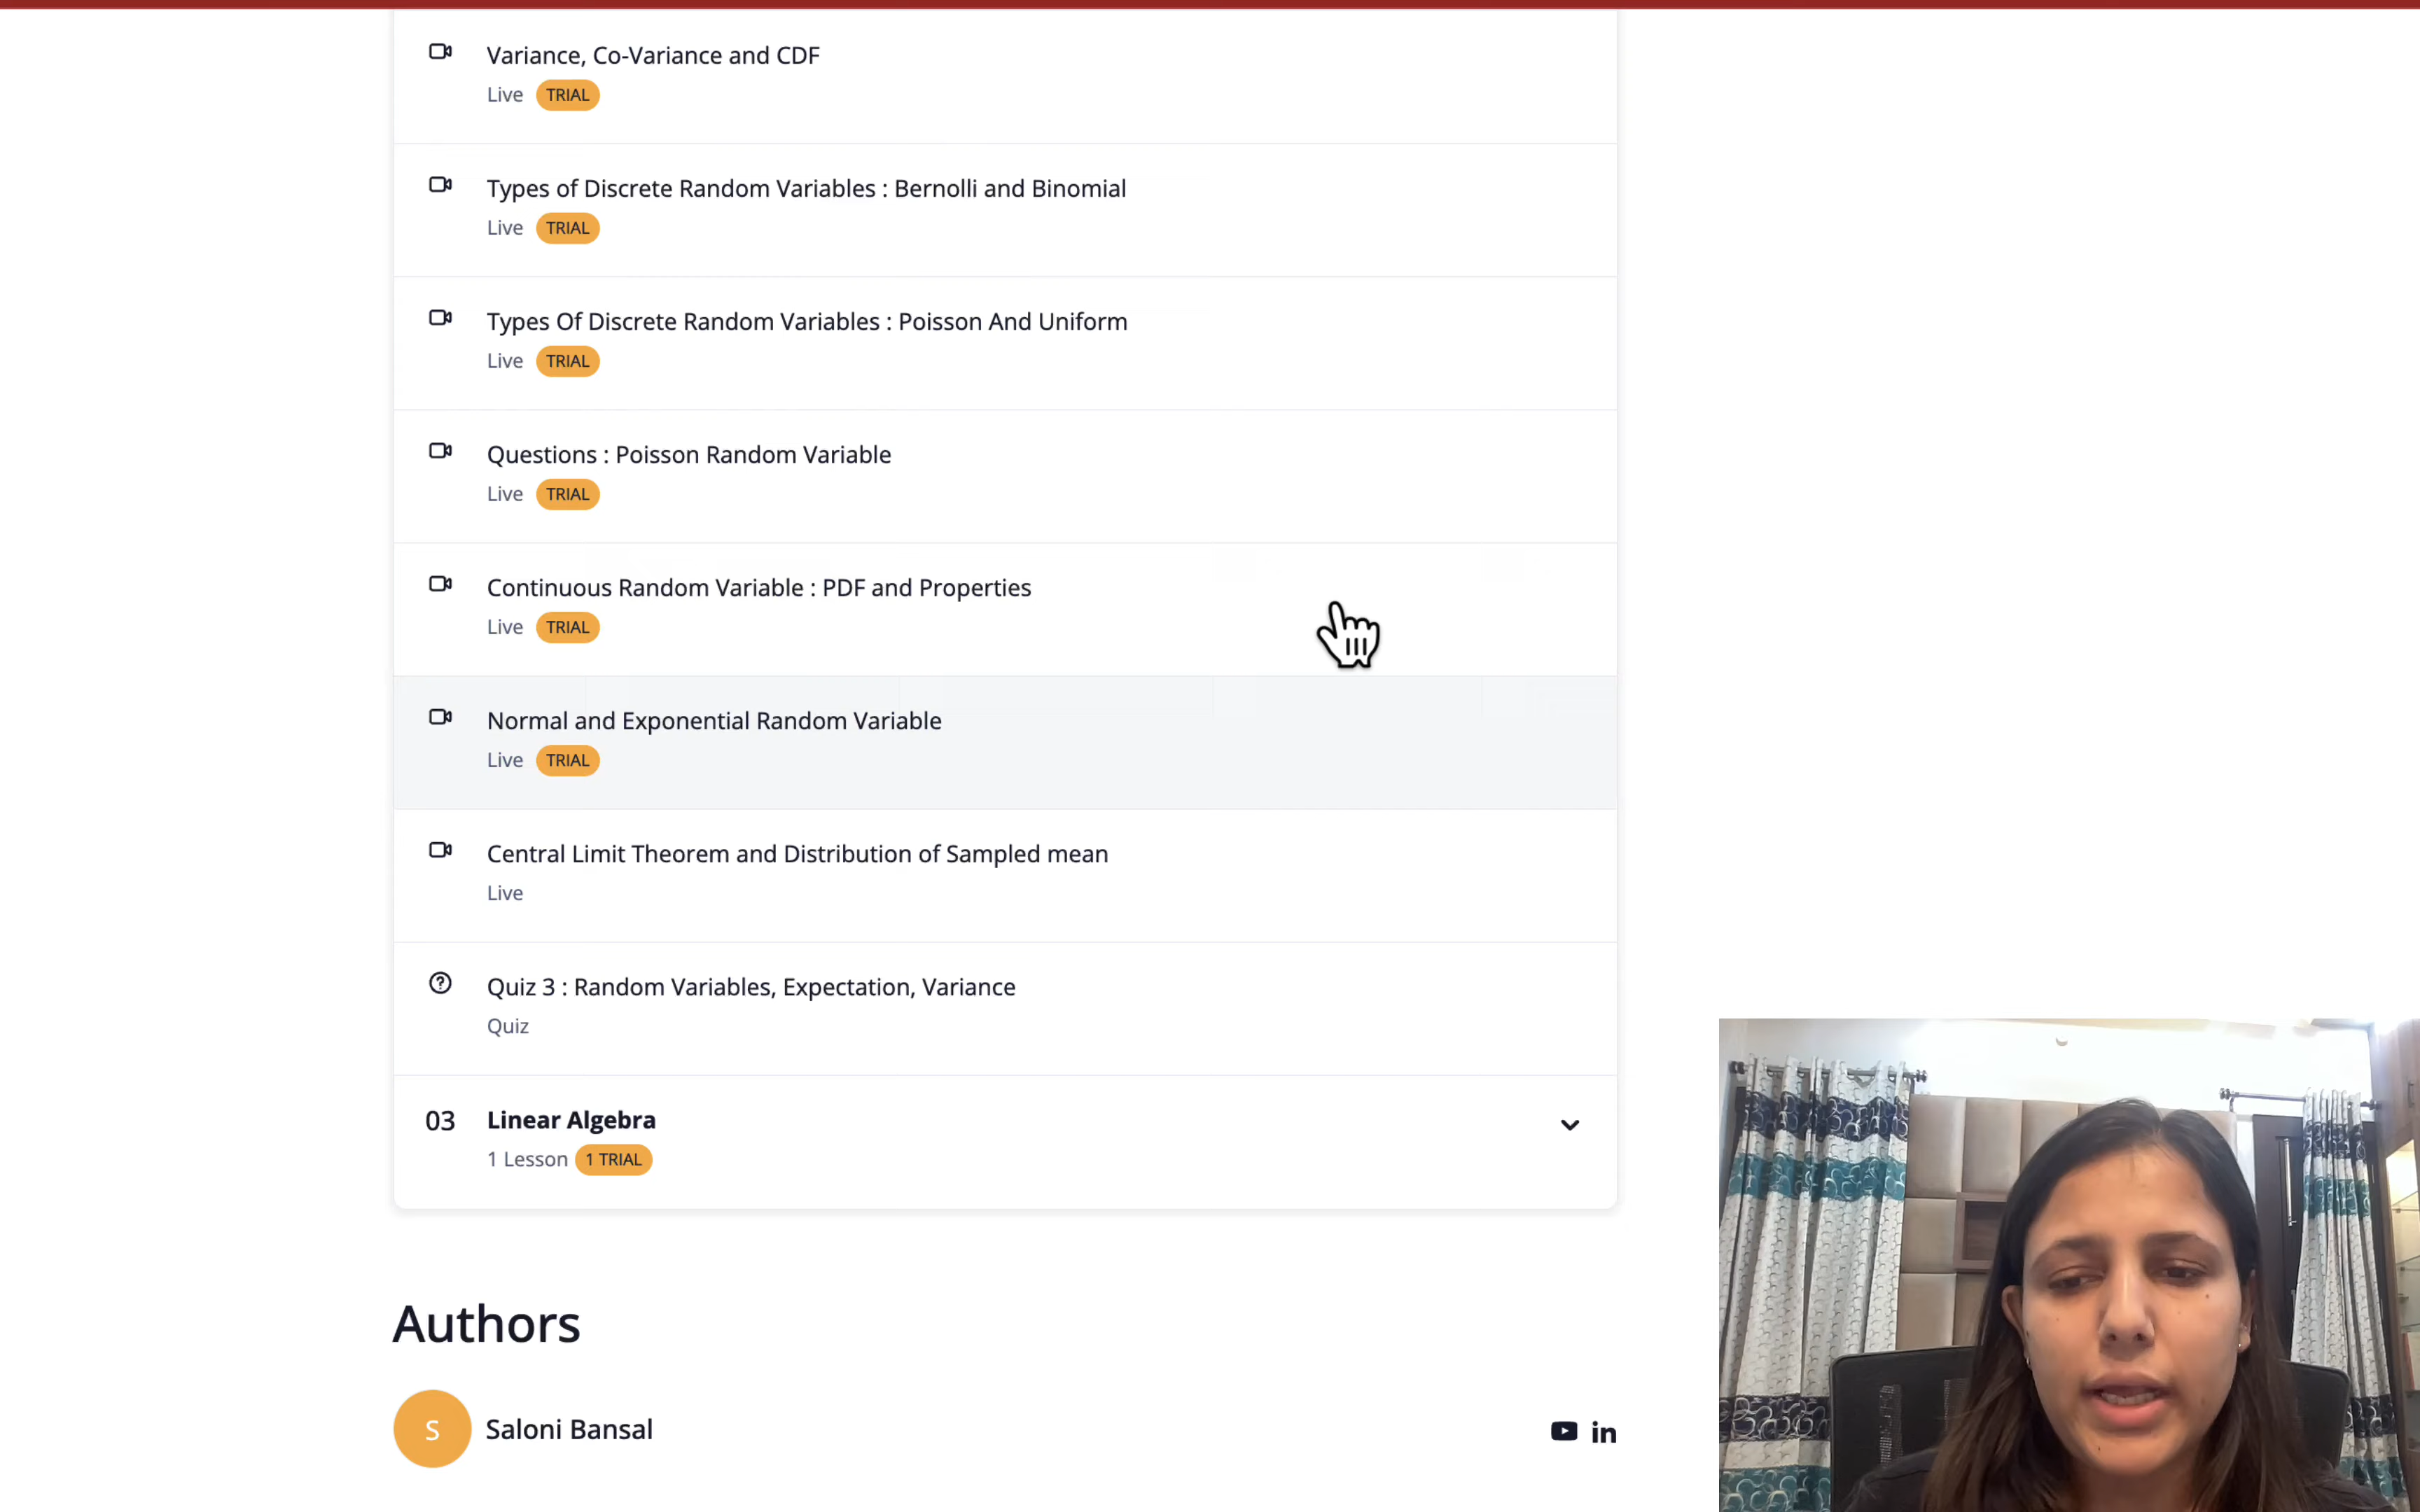 Variance, Co-Variance and CDF
Live TRIAL
Types of Discrete Random Variables : Bernolli and Binomial
Live TRIAL
Types Of Discrete Random Variables : Poisson And Uniform
Live TRIAL
Questions : Poisson Random Variable
Live TRIAL
Continuous Random Variable : PDF and Properties
Live TRIAL
Normal and Exponential Random Variable
Live TRIAL
Central Limit Theorem and Distribution of Sampled mean
Live
Quiz 3 : Random Variables, Expectation, Variance
Quiz
03 Linear Algebra
1 Lesson 1 TRIAL
Authors
S Saloni Bansal in